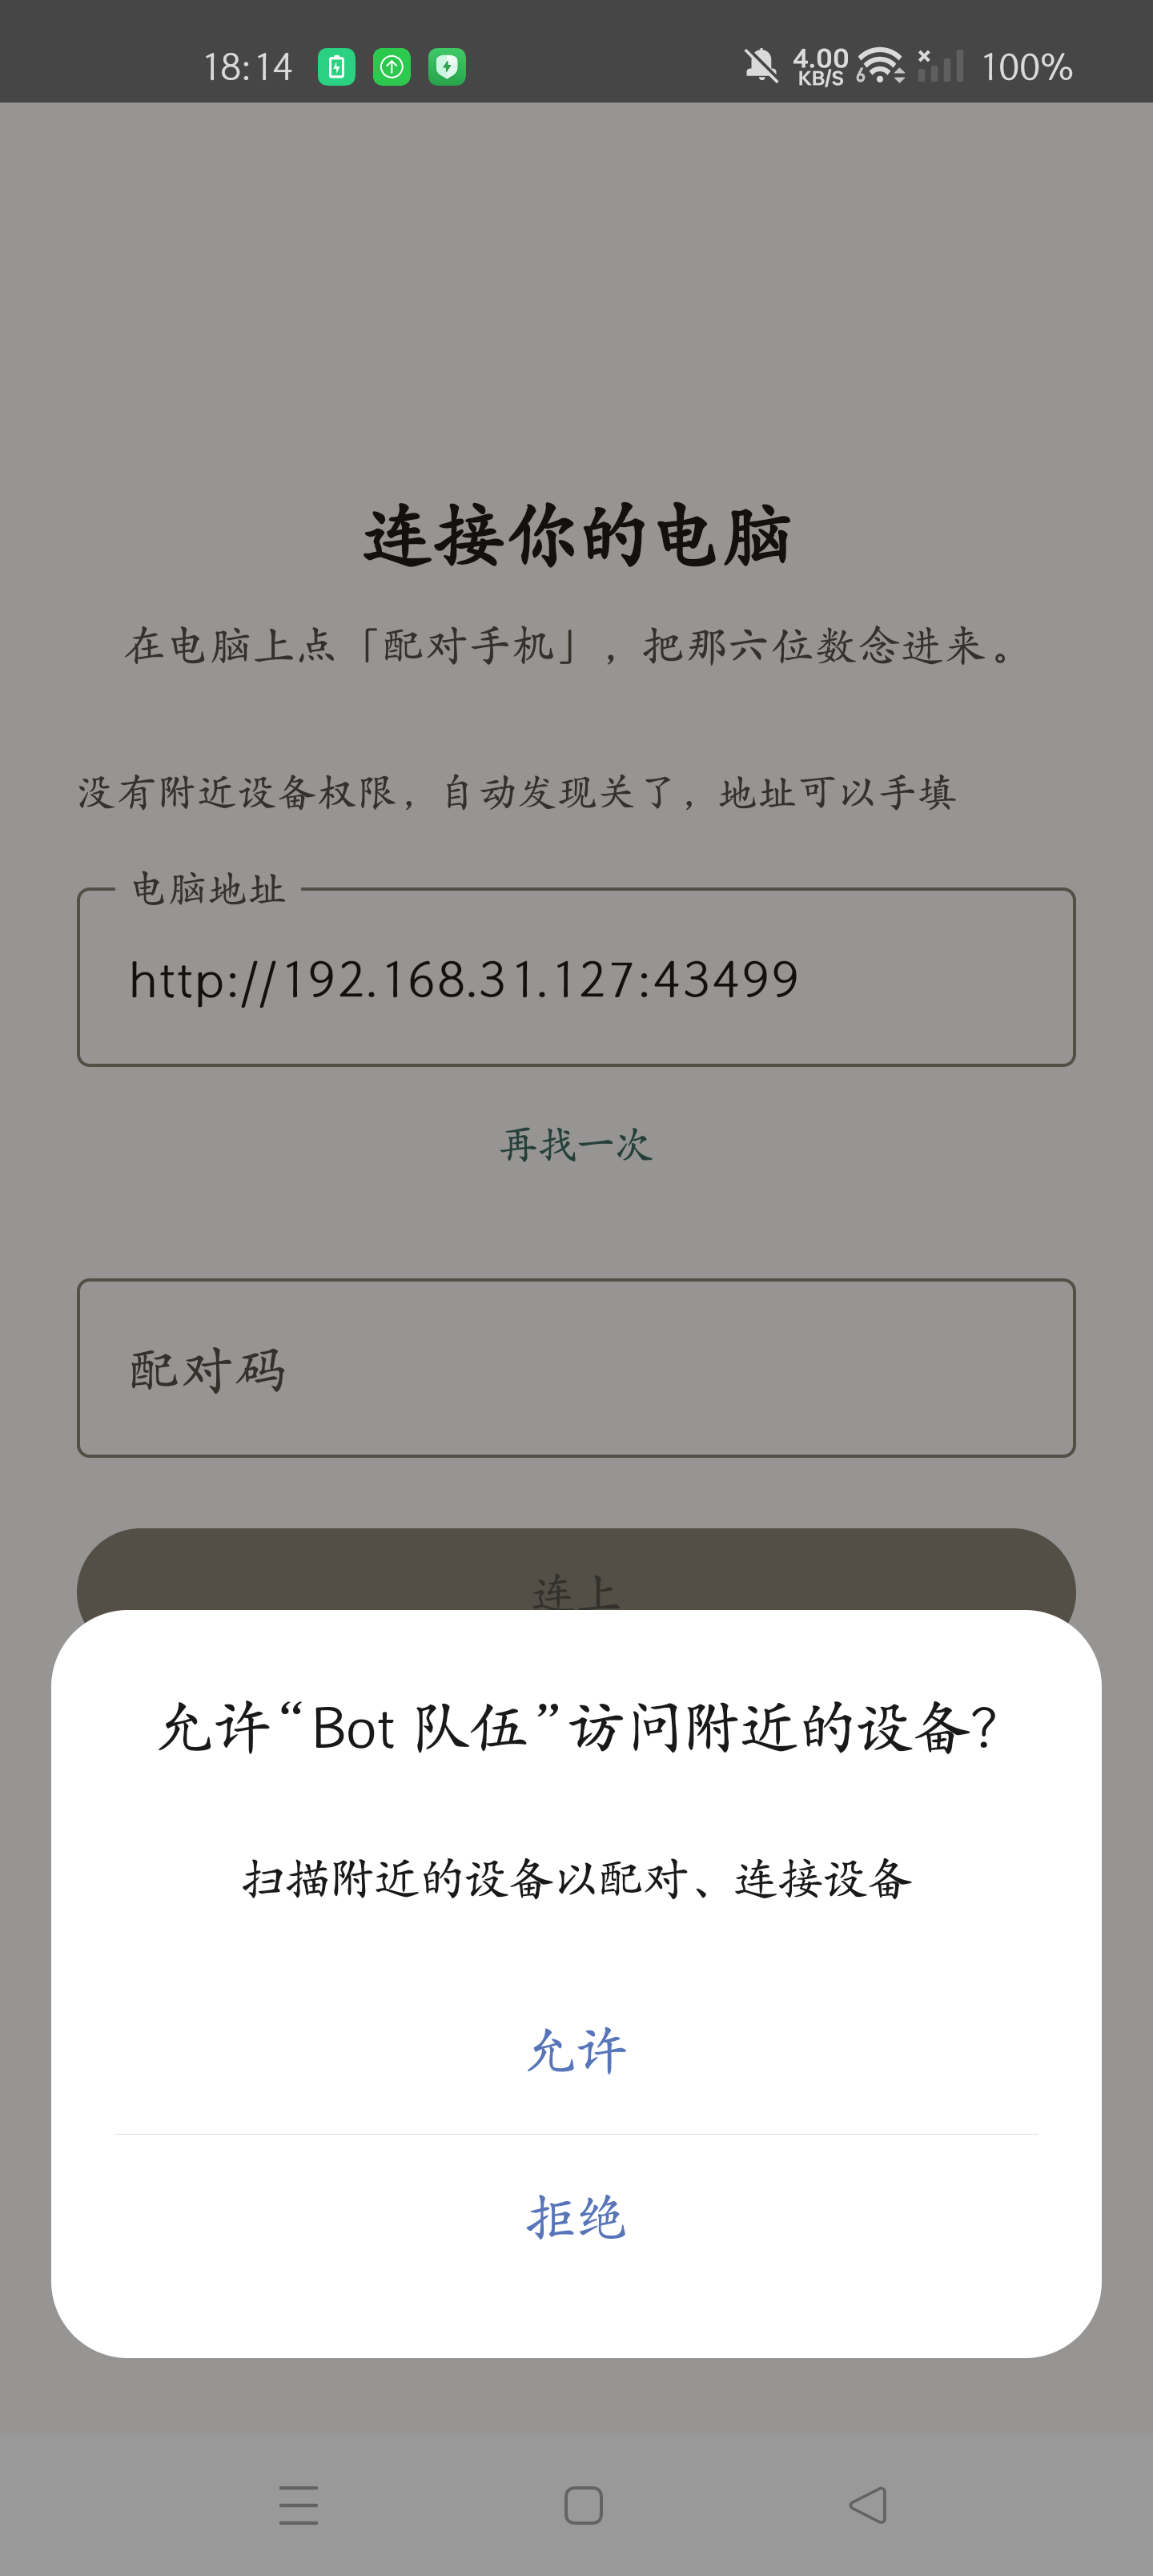 18:14
4.00 KB/S
6
100%
连接你的电脑
在电脑上点「配对手机」，把那六位数念进来。
没有附近设备权限，自动发现关了，地址可以手填
电脑地址
http://192.168.31.127:43499
再找一次
配对码
连上
允许“Bot 队伍”访问附近的设备?
扫描附近的设备以配对、连接设备
允许
拒绝